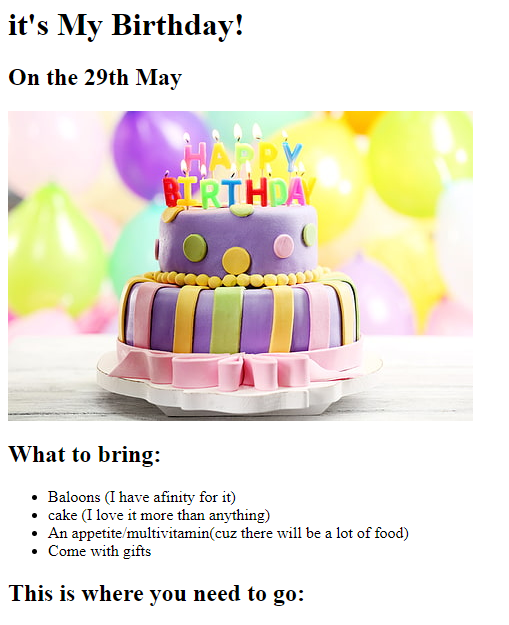 it's My Birthday!
On the 29th May
HAPPY
BIRTHDAY
What to bring:
Baloons (I have afinity for it)
cake (I love it more than anything)
An appetite/multivitamin(cuz there will be a lot of food)
Come with gifts
This is where you need to go: